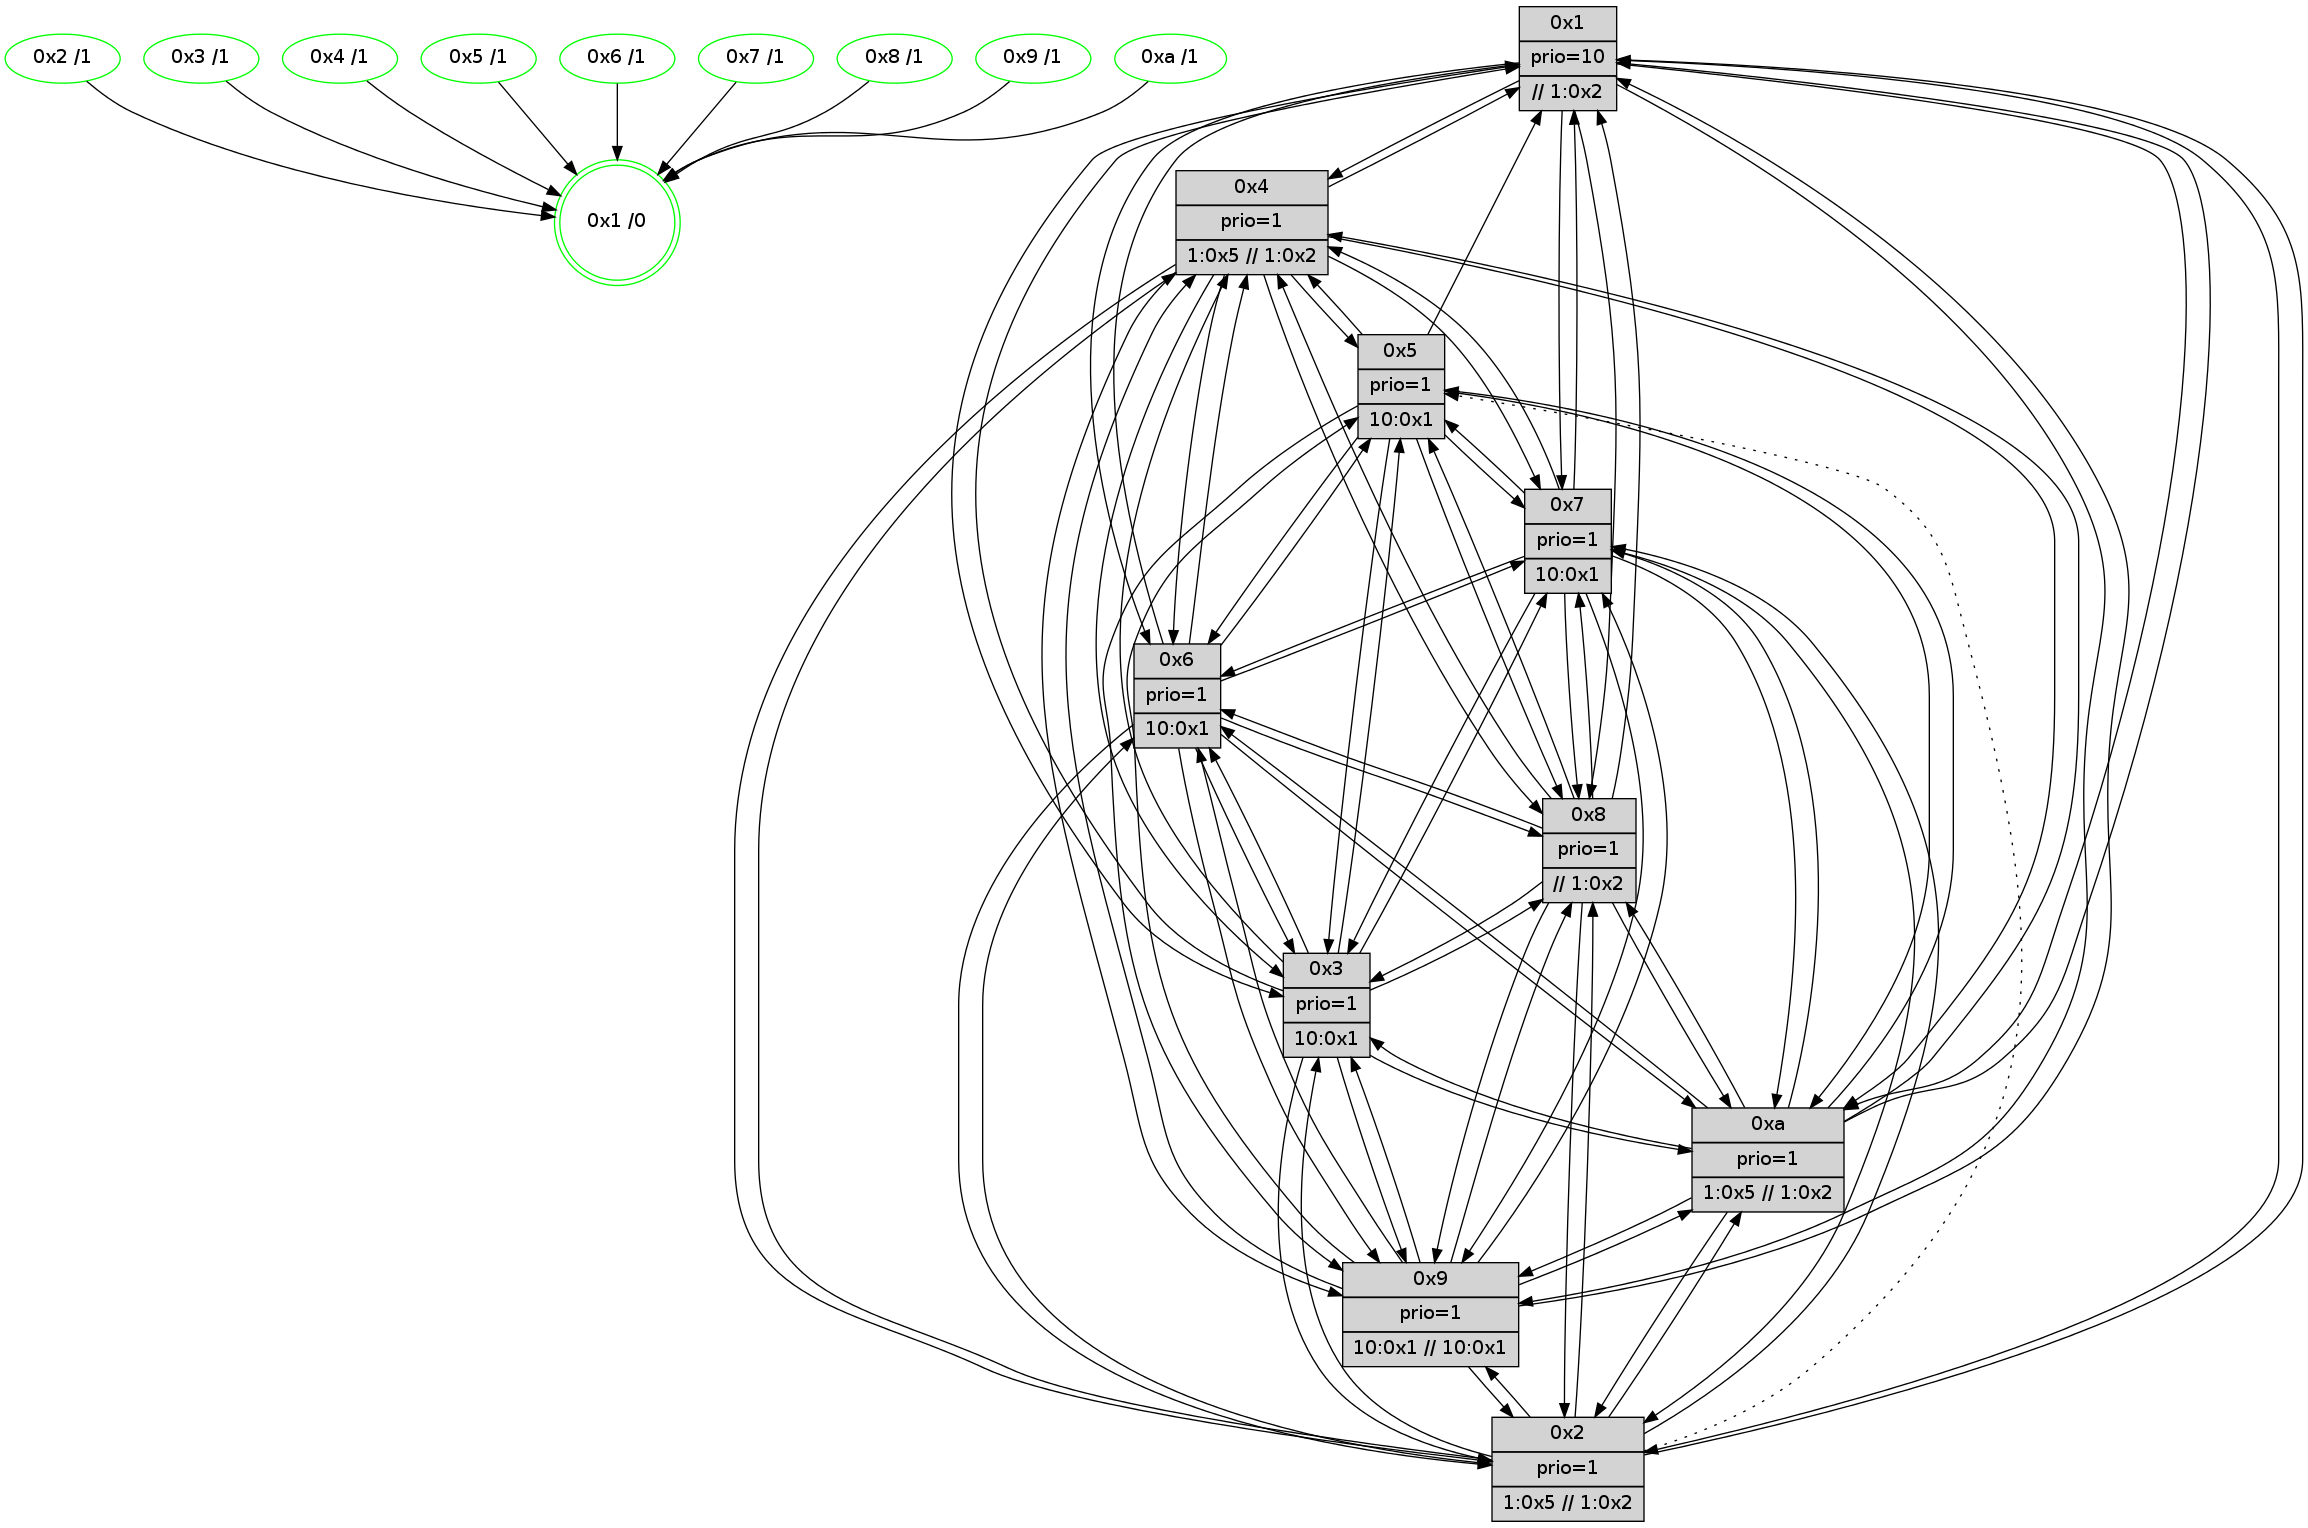 0x2 /1
0x3 /1
0x4 /1
0x5 /1
0x6 /1
0x7 /1
0x8 /1
0x9 /1
0xa /1
0x1 /0
0x1
prio=10
// 1:0x2
0x4
prio=1
1:0x5 // 1:0x2
0x5
prio=1
10:0x1
0x7
prio=1
10:0x1
0x6
prio=1
10:0x1
0x8
prio=1
// 1:0x2
0x3
prio=1
10:0x1
0xa
prio=1
1:0x5 // 1:0x2
0x9
prio=1
10:0x1 // 10:0x1
0x2
prio=1
1:0x5 // 1:0x2